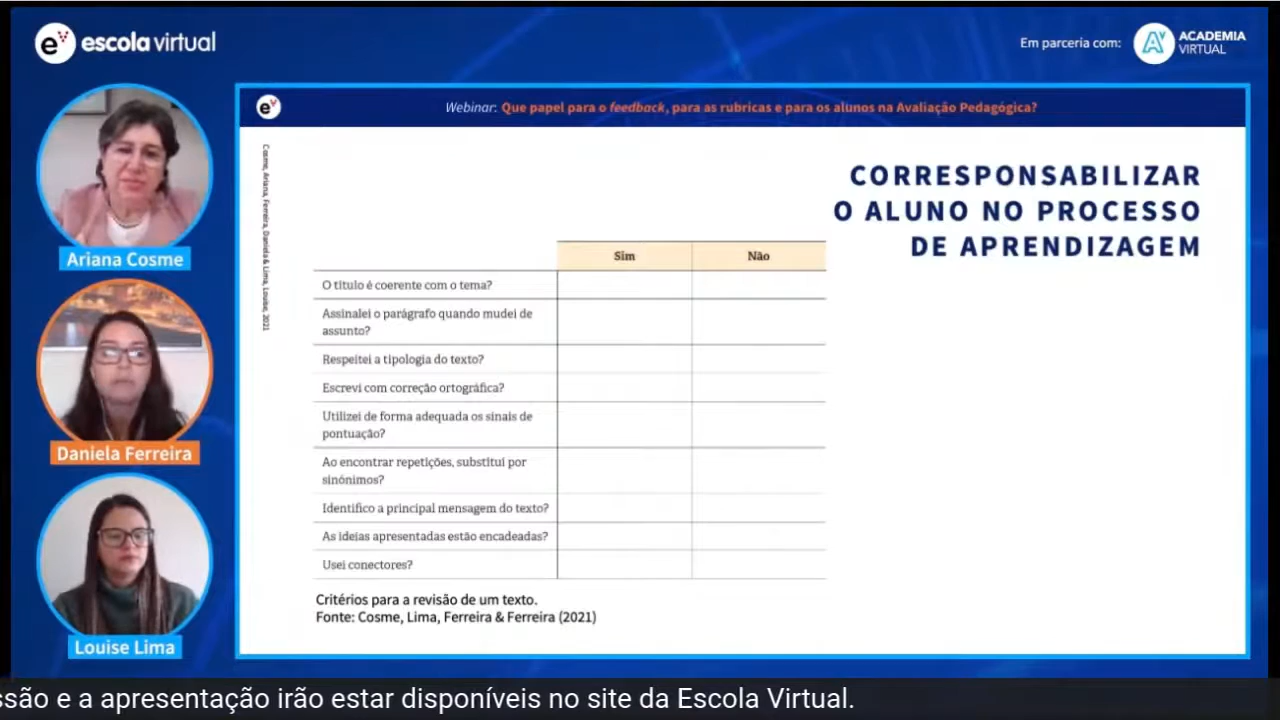 escola virtual
Em parceria com:
ACADEMIA
VIRTUAL
Webinar: Que papel para o feedback, para as rubricas e para os alunos na Avaliação Pedagógica?
Cosme, Ariana, Ferreira, Daniela & Lima, Louise, 2021
CORRESPONSABILIZAR
O ALUNO NO PROCESSO
DE APRENDIZAGEM
Sim Não
O título é coerente com o tema?
Assinalei o parágrafo quando mudei de
assunto?
Respeitei a tipologia do texto?
Escrevi com correção ortográfica?
Utilizei de forma adequada os sinais de
pontuação?
Ao encontrar repetições, substituí por
sinónimos?
Identifico a principal mensagem do texto?
As ideias apresentadas estão encadeadas?
Usei conectores?
Critérios para a revisão de um texto.
Fonte: Cosme, Lima, Ferreira & Ferreira (2021)
Ariana Cosme
Daniela Ferreira
Louise Lima
ssão e a apresentação irão estar disponíveis no site da Escola Virtual.